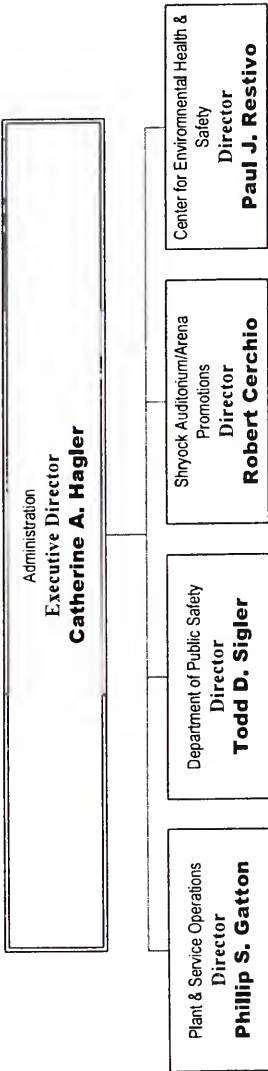 Administration
Executive Director
Catherine A. Hagler
Plant & Service Operations
Director
Phillip S. Gatton
Department of Public Safety
Director
Todd D. Sigler
Shryock Auditorium/Arena
Promotions
Director
Robert Cerchio
Center for Environmental Health &
Safety
Director
Paul J. Restivo